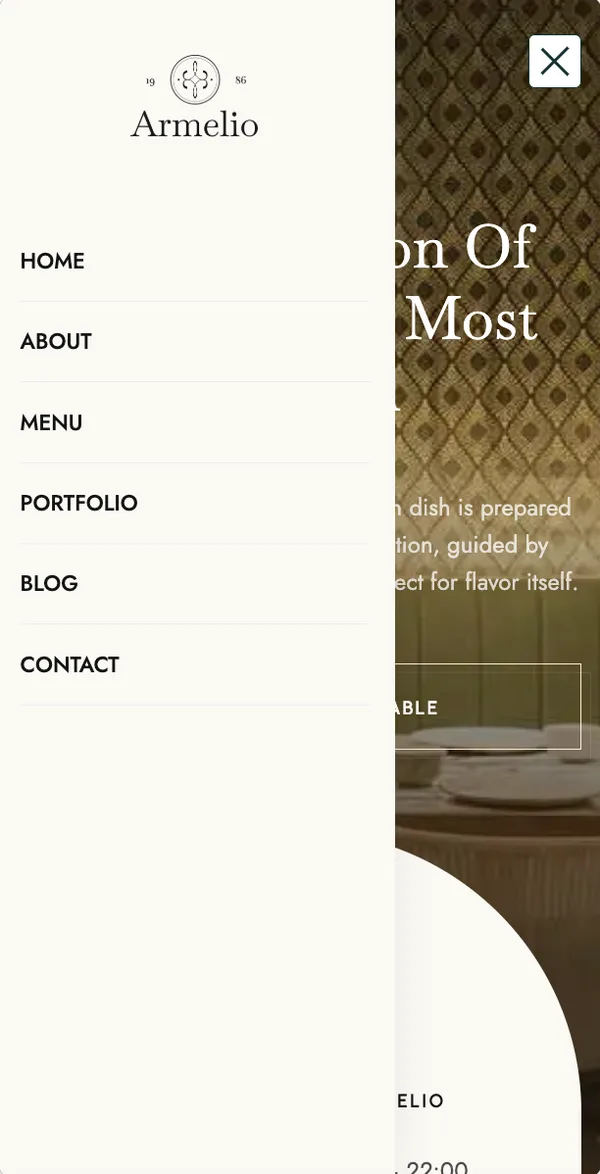 19 86
Armelio
HOME
ABOUT
MENU
PORTFOLIO
BLOG
CONTACT
on Of
Most
dish is prepared
tion, guided by
ect for flavor itself.
ABLE
ELIO
22:00